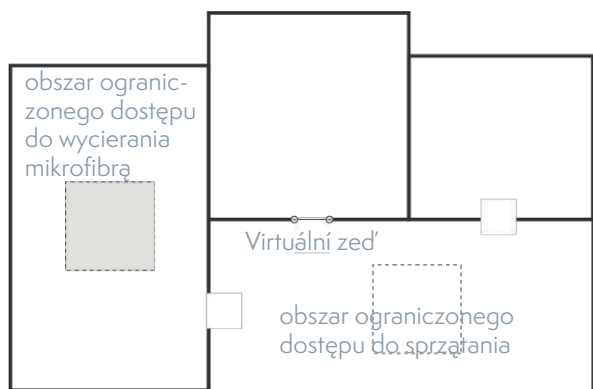 obszar ogranic-
zonego dostępu
do wycierania
mikrofibrą
Virtuální zeď
obszar ograniczonego
dostępu do sprzątania